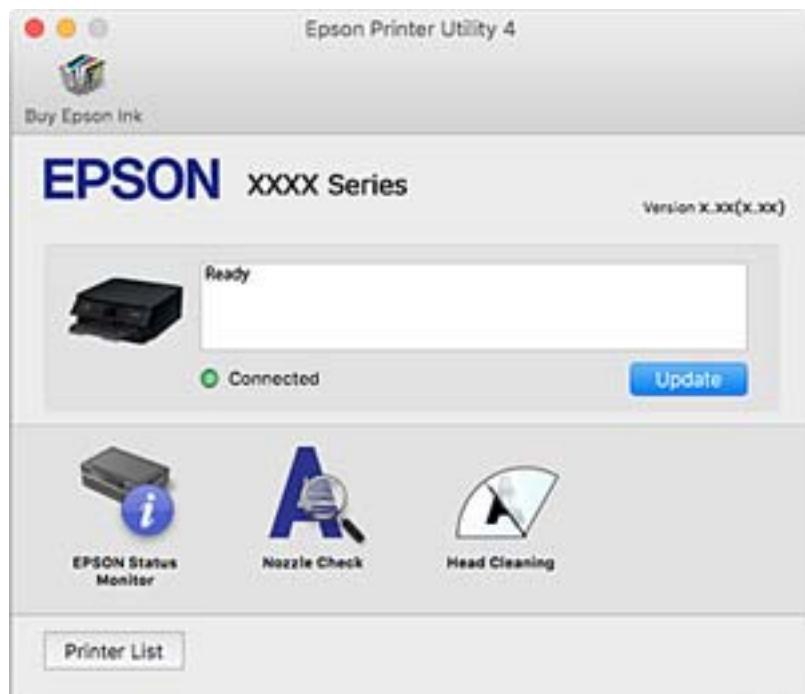 Epson Printer Utility 4
Buy Epson Ink
EPSON XXXX Series
Version x.xx(x.xx)
Ready
Connected
Update
EPSON Status
Monitor
Nozzle Check
Head Cleaning
Printer List